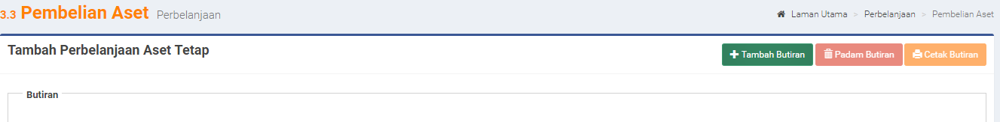 3.3 Pembelian Aset Perbelanjaan Laman Utama > Perbelanjaan > Pembelian Aset
Tambah Perbelanjaan Aset Tetap Tambah Butiran Padam Butiran Cetak Butiran
Butiran